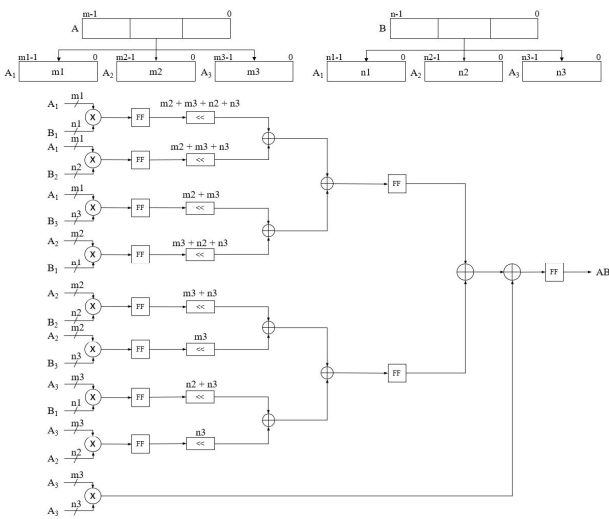 m-1 0
A
n-1 0
B
m1-1 0 m2-1 0 m3-1 0
A1 m1 A2 m2 A3 m3
n1-1 0 n2-1 0 n3-1 0
A1 n1 A2 n2 A3 n3
A1 m1
X FF << m2 + m3 + n2 + n3
B1 n1
A1 m1
X FF << m2 + m3 + n3
B2 n2
A1 m1
X FF << m2 + m3
B3 n3
A2 m2
X FF << m3 + n2 + n3
B1 n1
A2 m2
X FF << m3 + n3
B2 n2
A2 m2
X FF << m3
B3 n3
A3 m3
X FF << n2 + n3
B1 n1
A3 m3
X FF << n3
A2 n2
A3 m3
X
A3 n3
FF
FF
FF AB